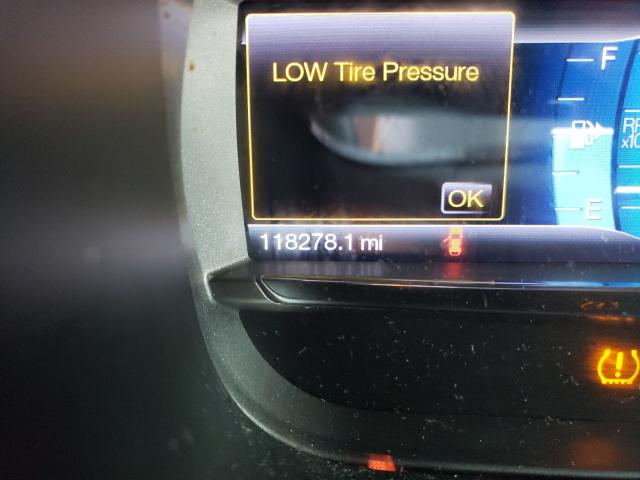 LOW Tire Pressure
F
OK
E
118278.1 mi